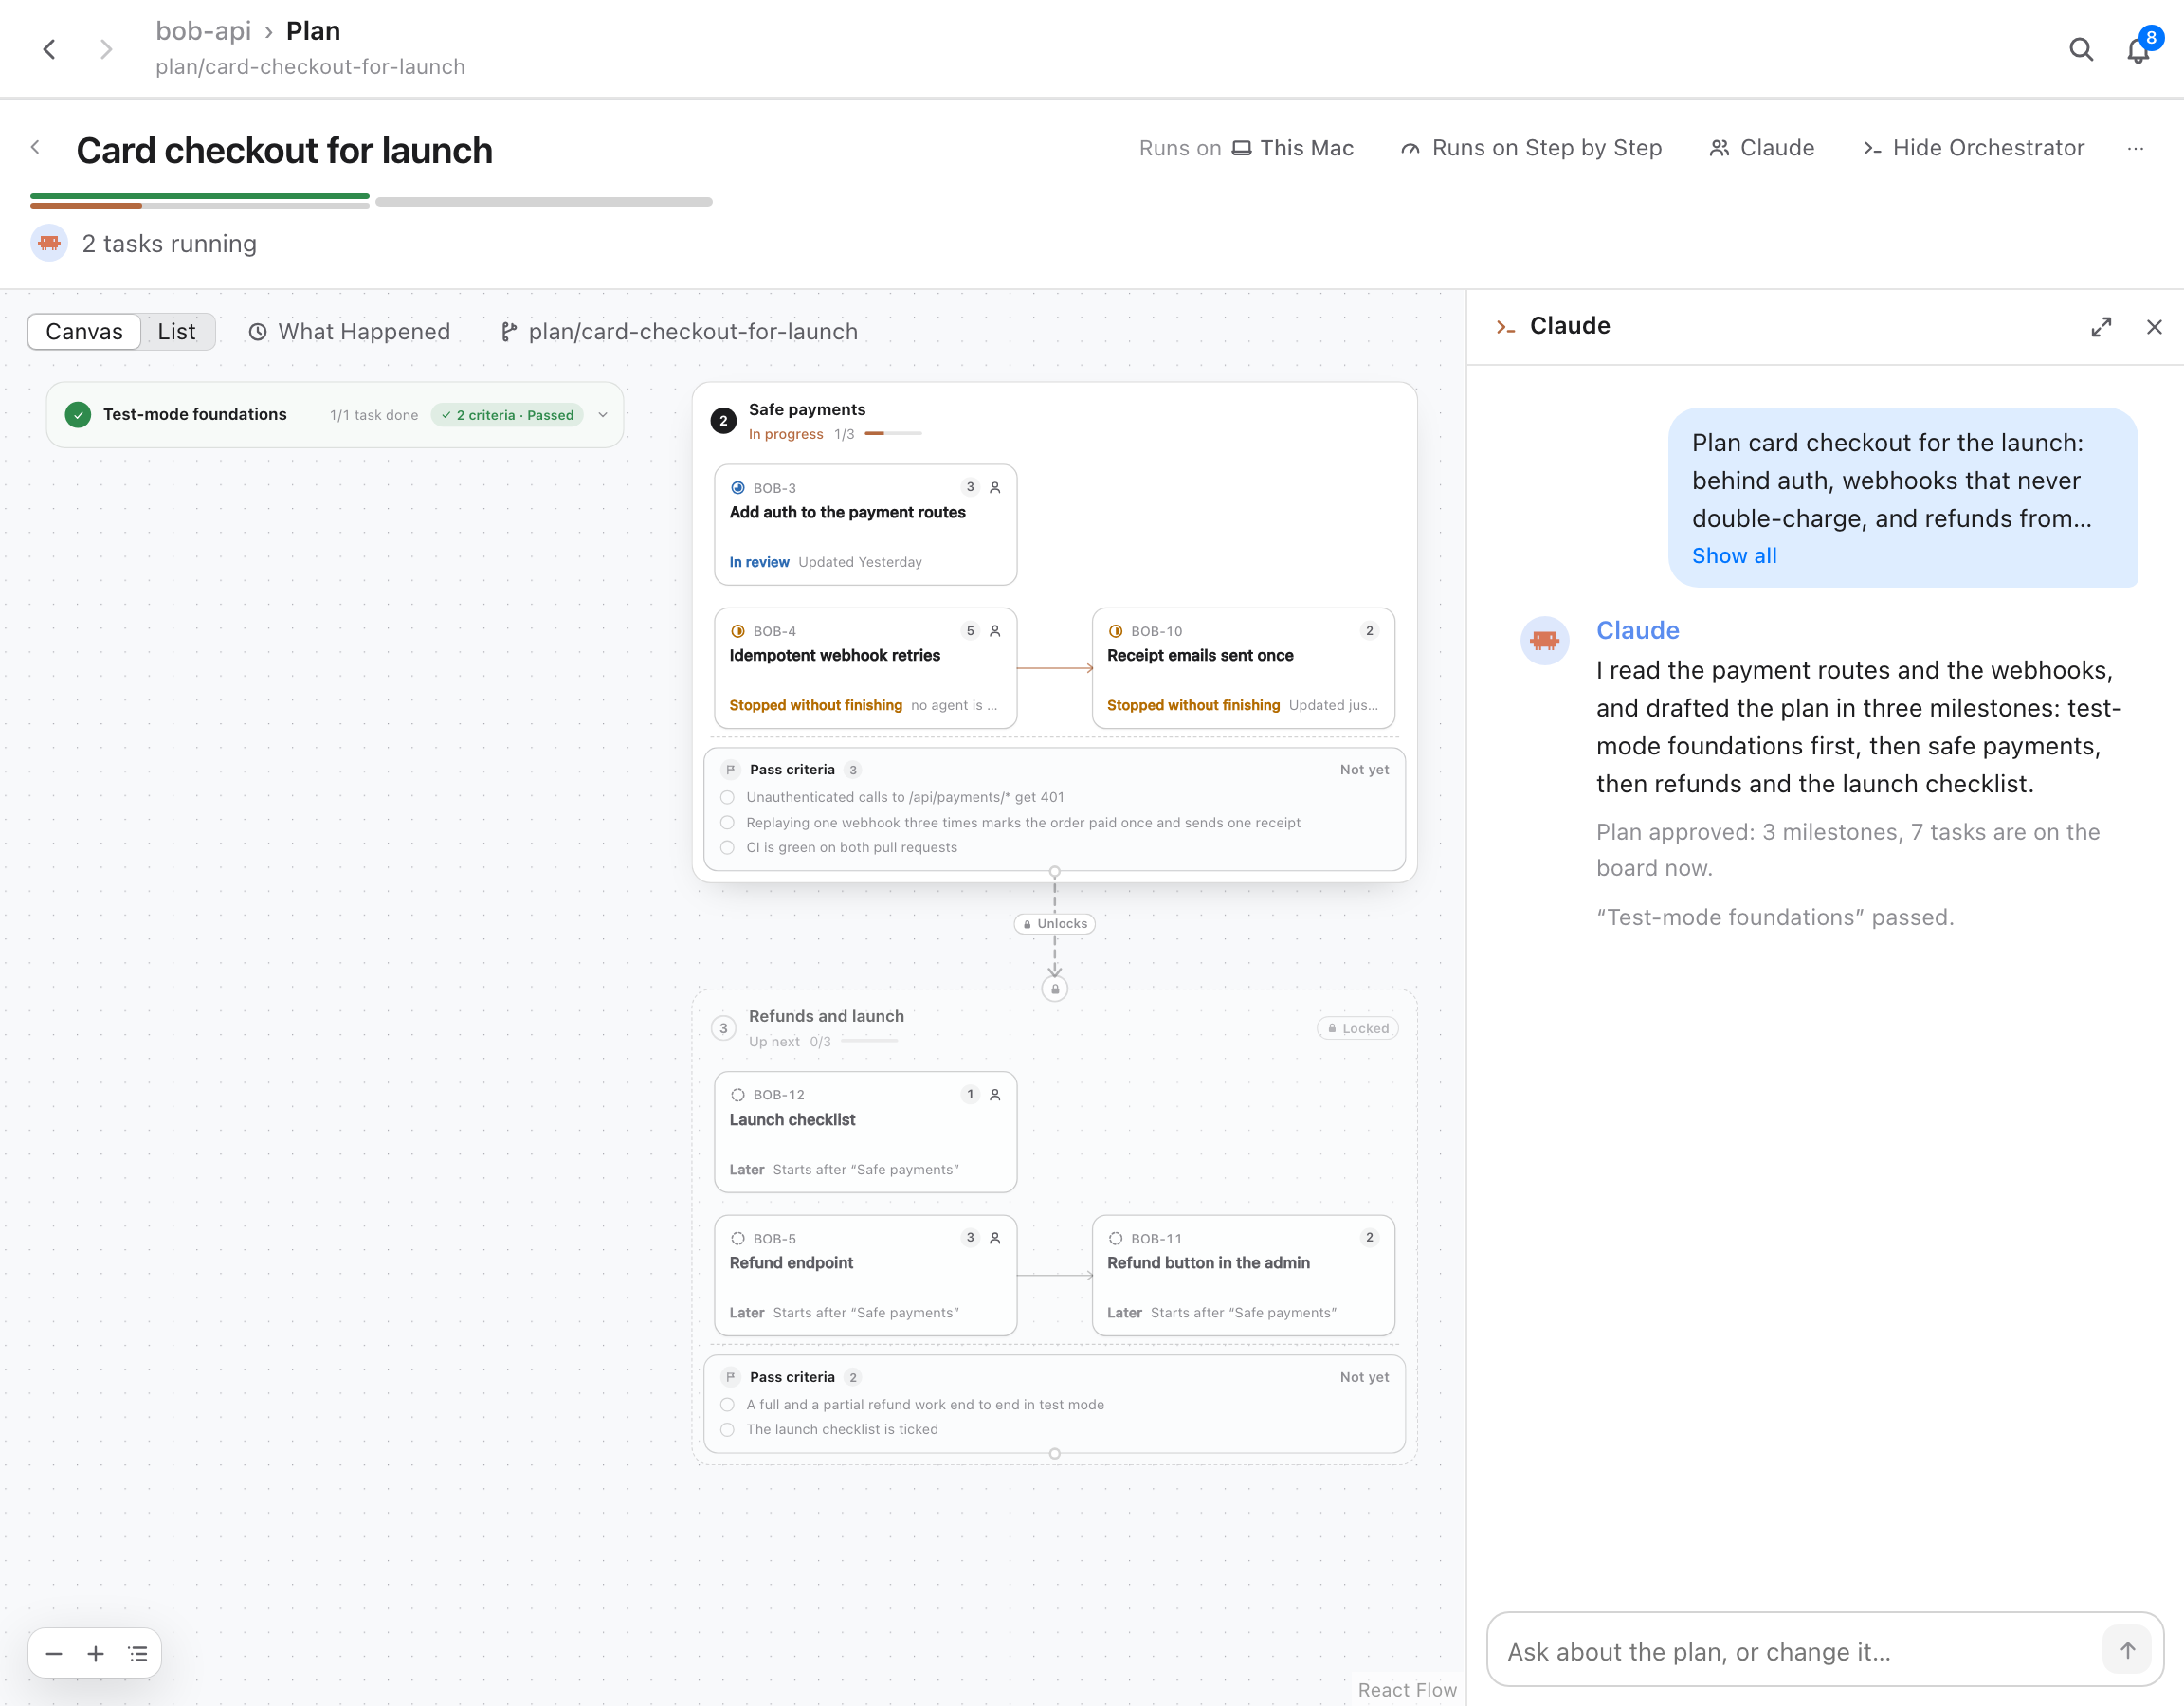 bob-api › Plan
plan/card-checkout-for-launch
8
Card checkout for launch
Runs on This Mac
Runs on Step by Step
Claude
Hide Orchestrator
2 tasks running
Canvas
List
What Happened
plan/card-checkout-for-launch
Test-mode foundations
1/1 task done
2 criteria · Passed
2
Safe payments
In progress 1/3
BOB-3
3
Add auth to the payment routes
In review Updated Yesterday
BOB-4
5
Idempotent webhook retries
Stopped without finishing no agent is ...
BOB-10
2
Receipt emails sent once
Stopped without finishing Updated jus...
Pass criteria 3
Not yet
Unauthenticated calls to /api/payments/* get 401
Replaying one webhook three times marks the order paid once and sends one receipt
CI is green on both pull requests
Unlocks
3
Refunds and launch
Up next 0/3
Locked
BOB-12
1
Launch checklist
Later Starts after “Safe payments”
BOB-5
3
Refund endpoint
Later Starts after “Safe payments”
BOB-11
2
Refund button in the admin
Later Starts after “Safe payments”
Pass criteria 2
Not yet
A full and a partial refund work end to end in test mode
The launch checklist is ticked
React Flow
Claude
Plan card checkout for the launch:
behind auth, webhooks that never
double-charge, and refunds from...
Show all
Claude
I read the payment routes and the webhooks,
and drafted the plan in three milestones: test-
mode foundations first, then safe payments,
then refunds and the launch checklist.
Plan approved: 3 milestones, 7 tasks are on the
board now.
“Test-mode foundations” passed.
Ask about the plan, or change it...